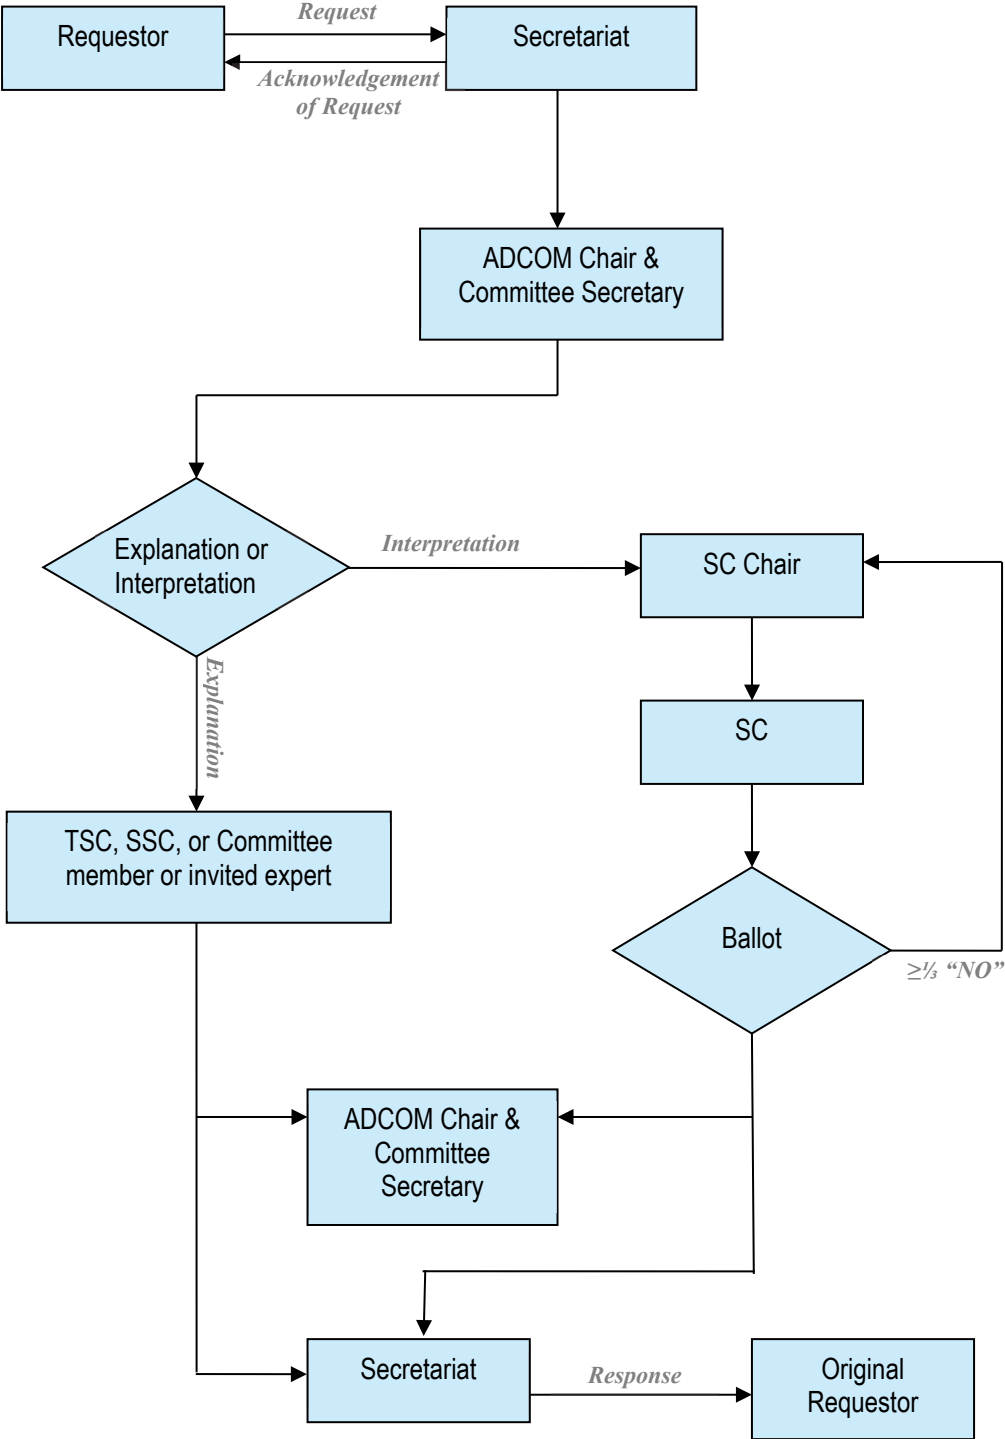 Request
Requestor
Secretariat
Acknowledgement
of Request
ADCOM Chair &
Committee Secretary
Explanation or
Interpretation
Interpretation
SC Chair
Explanation
SC
TSC, SSC, or Committee
member or invited expert
Ballot
≥⅓ “NO”
ADCOM Chair &
Committee
Secretary
Secretariat
Response
Original
Requestor